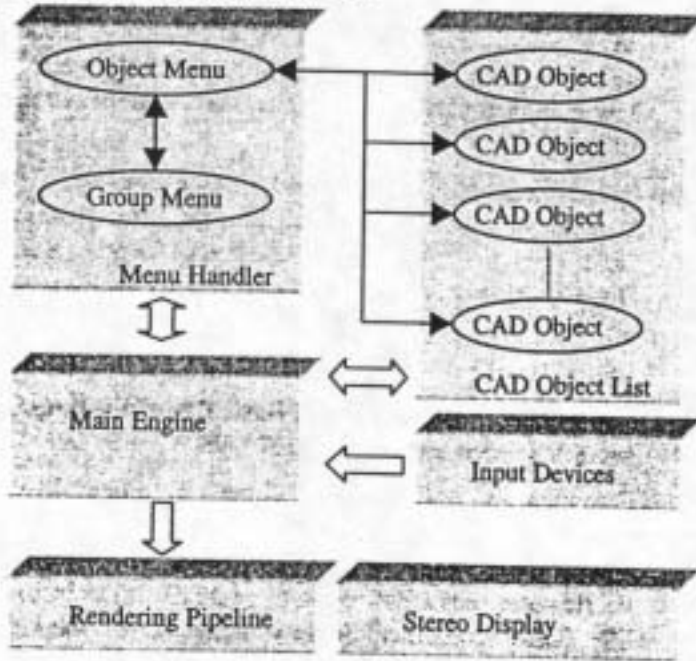 Object Menu
Group Menu
Menu Handler
CAD Object
CAD Object
CAD Object
CAD Object
CAD Object List
Main Engine
Input Devices
Rendering Pipeline
Stereo Display